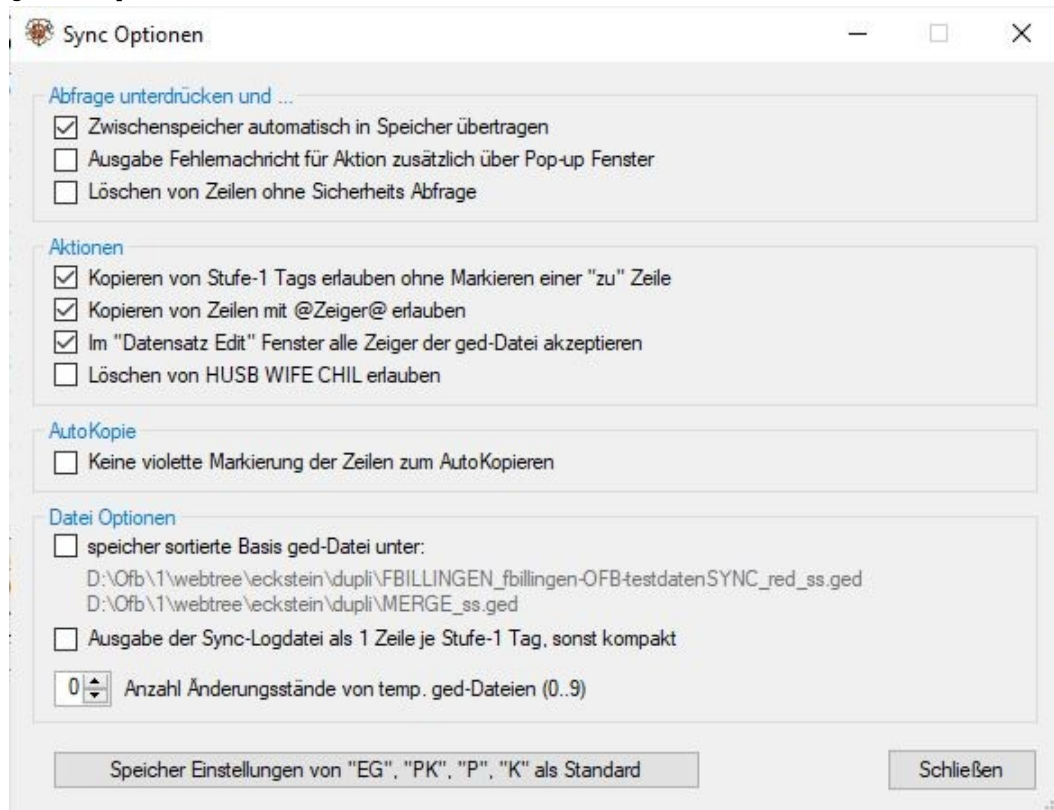 Sync Optionen
Abfrage unterdrücken und ...
Zwischenspeicher automatisch in Speicher übertragen
Ausgabe Fehlernachricht für Aktion zusätzlich über Pop-up Fenster
Löschen von Zeilen ohne Sicherheits Abfrage
Aktionen
Kopieren von Stufe-1 Tags erlauben ohne Markieren einer "zu" Zeile
Kopieren von Zeilen mit @Zeiger@ erlauben
Im "Datensatz Edit" Fenster alle Zeiger der ged-Datei akzeptieren
Löschen von HUSB WIFE CHIL erlauben
AutoKopie
Keine violette Markierung der Zeilen zum AutoKopieren
Datei Optionen
speicher sortierte Basis ged-Datei unter:
D:\Ofb\1\webtree\eckstein\dupli\FBILLINGEN_fbillingen-OFB-testdatenSYNC_red_ss.ged
D:\Ofb\1\webtree\eckstein\dupli\MERGE_ss.ged
Ausgabe der Sync-Logdatei als 1 Zeile je Stufe-1 Tag, sonst kompakt
0 Anzahl Änderungsstände von temp. ged-Dateien (0..9)
Speicher Einstellungen von "EG", "PK", "P", "K" als Standard Schließen